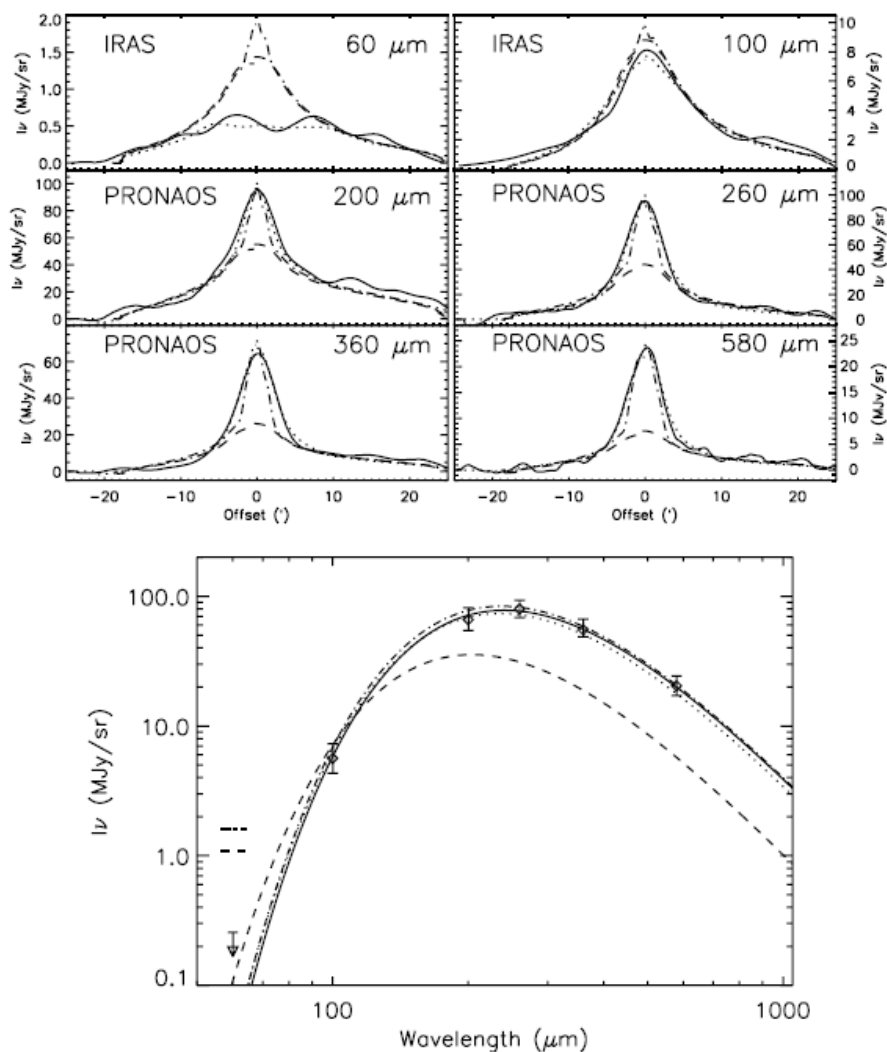 IRAS 60 μm
IRAS 100 μm
2.0
1.5
1.0
0.5
0.0
Iν (MJy/sr)
10
8
6
4
2
0
Iν (MJy/sr)
PRONAOS 200 μm
PRONAOS 260 μm
100
80
60
40
20
0
Iν (MJy/sr)
100
80
60
40
20
0
Iν (MJy/sr)
PRONAOS 360 μm
PRONAOS 580 μm
60
40
20
0
Iν (MJy/sr)
25
20
15
10
5
0
Iν (MJy/sr)
−20 −10 0 10 20
−20 −10 0 10 20
Offset (')
Offset (')
100.0
10.0
1.0
0.1
Iν (MJy/sr)
100 1000
Wavelength (μm)